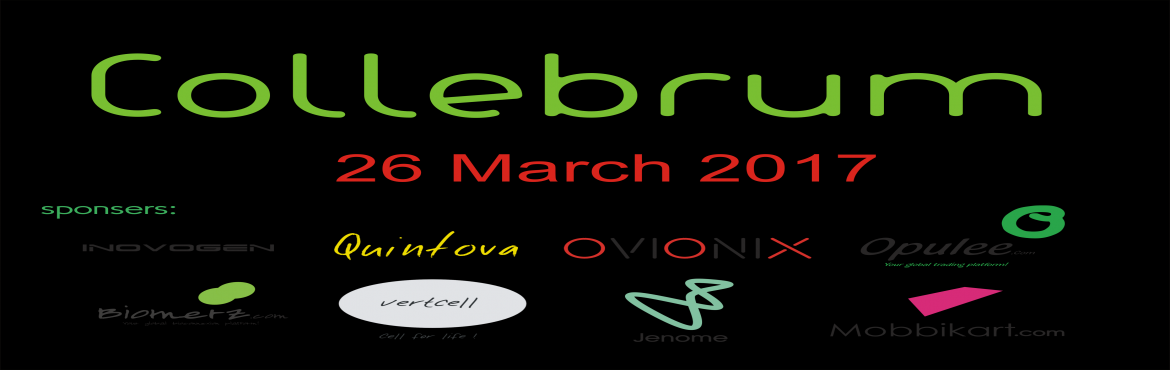 Collebrum
26 March 2017
sponsers:
INOVOGEN
Quintova
OVIONIX
Opulee.com
Your global trading platform!
Biomerz.com
vertcell
Cell for life !
Jenome
Mobbikart.com